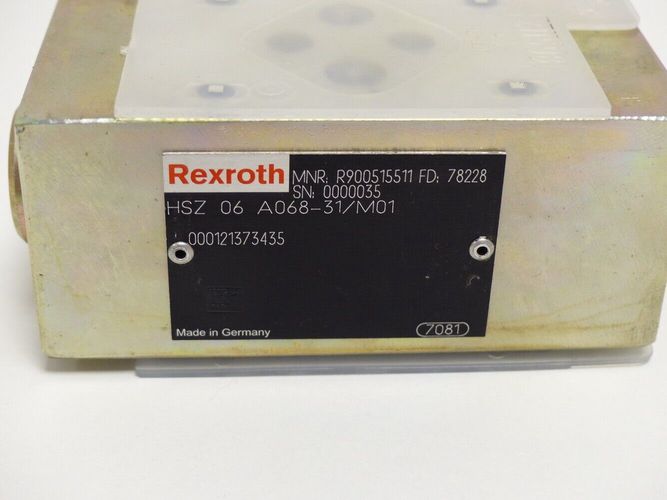 Rexroth MNR: R900515511 FD: 78228
SN: 0000035
HSZ 06 A068-31/M01
000121373435
Made in Germany
7081